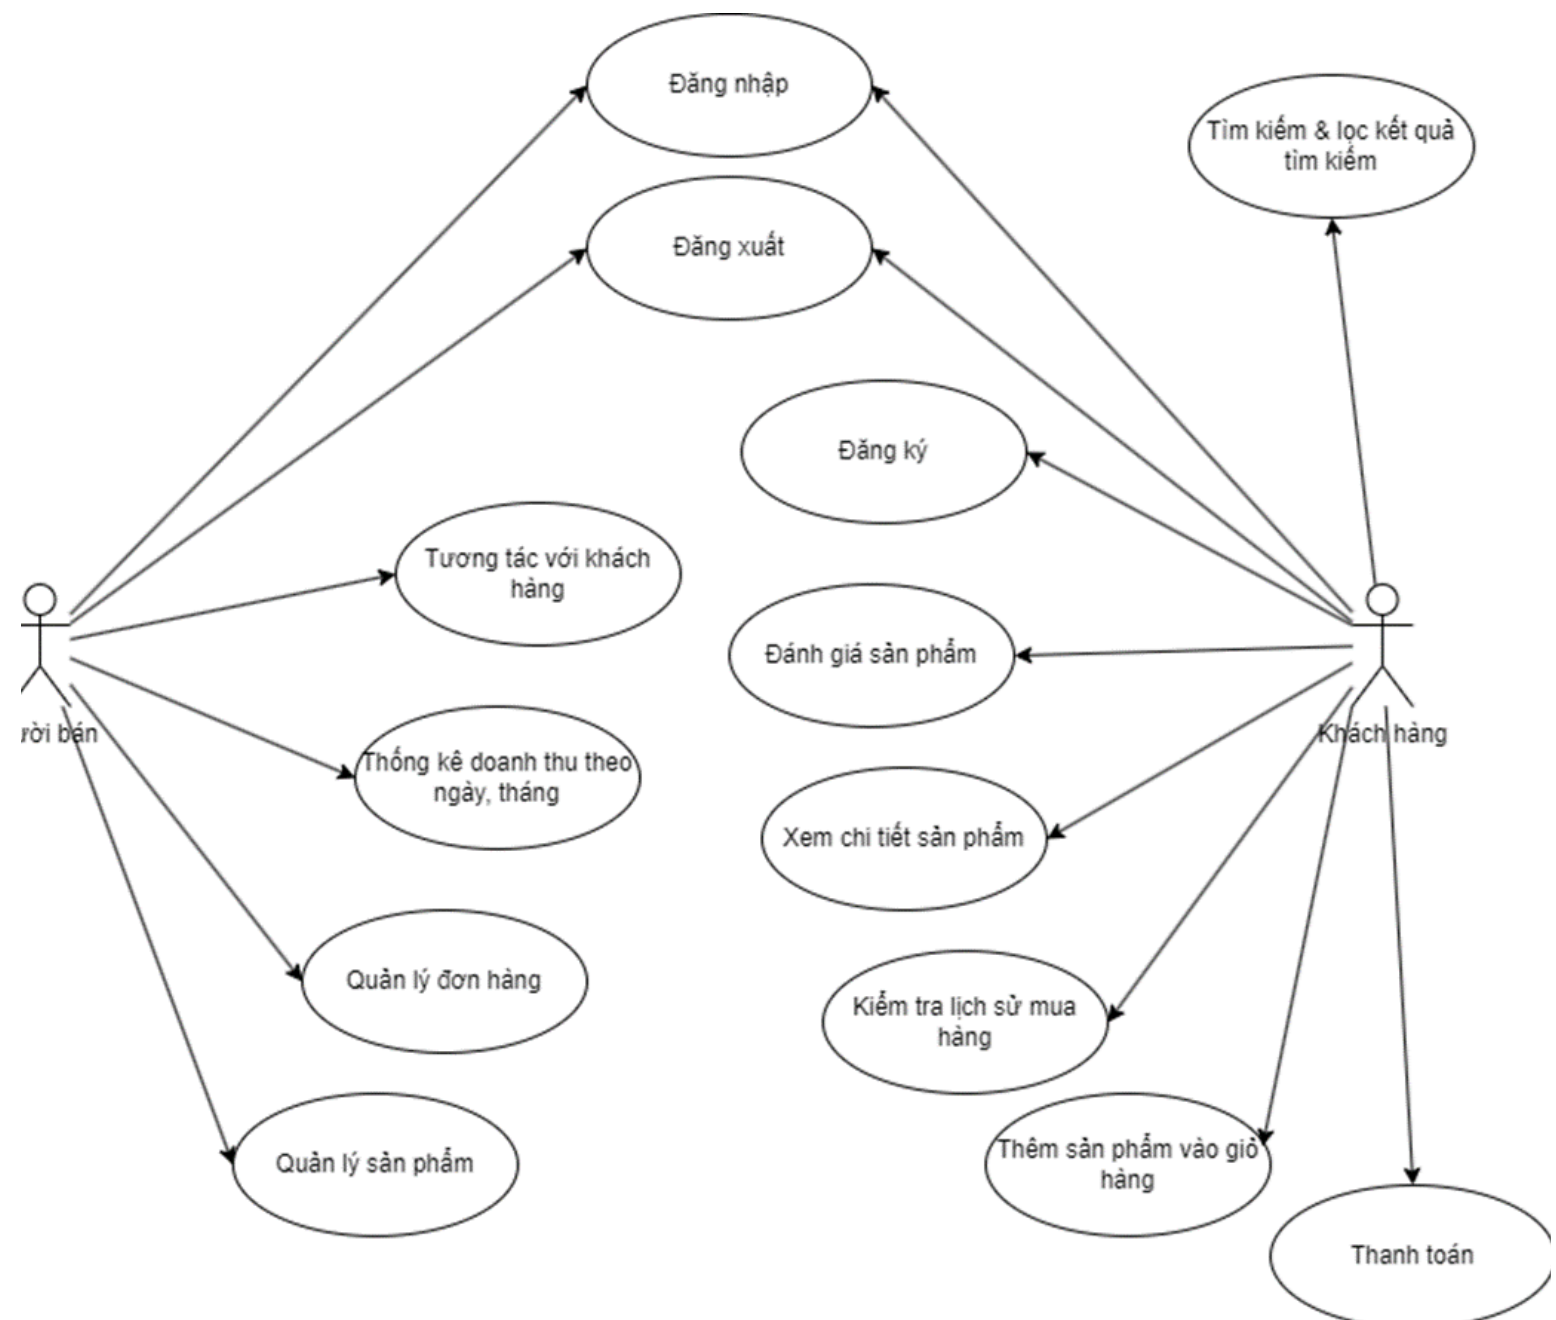 Đăng nhập
Tìm kiếm & lọc kết quả
tìm kiếm
Đăng xuất
Đăng ký
Tương tác với khách
hàng
Đánh giá sản phẩm
bán
Khách hàng
Thống kê doanh thu theo
ngày, tháng
Xem chi tiết sản phẩm
Quản lý đơn hàng
Kiểm tra lịch sử mua
hàng
Quản lý sản phẩm
Thêm sản phẩm vào giỏ
hàng
Thanh toán